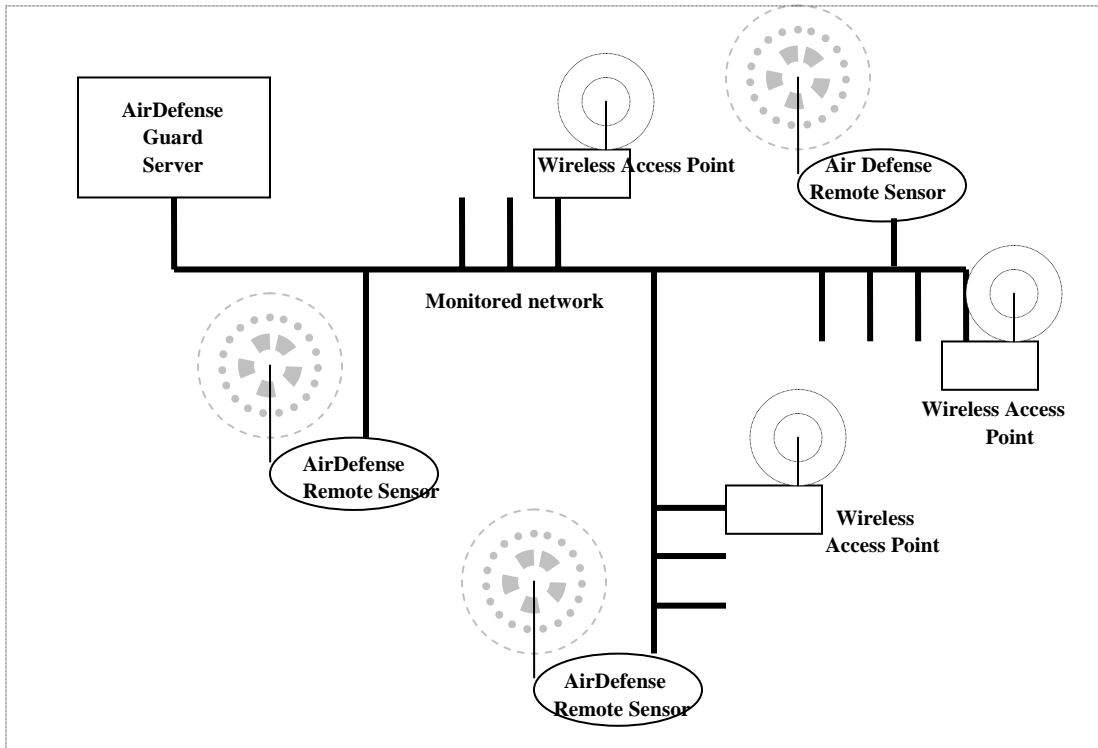 AirDefense
Guard
Server
Wireless Access Point
Air Defense
Remote Sensor
Monitored network
Wireless Access
Point
AirDefense
Remote Sensor
Wireless
Access Point
AirDefense
Remote Sensor